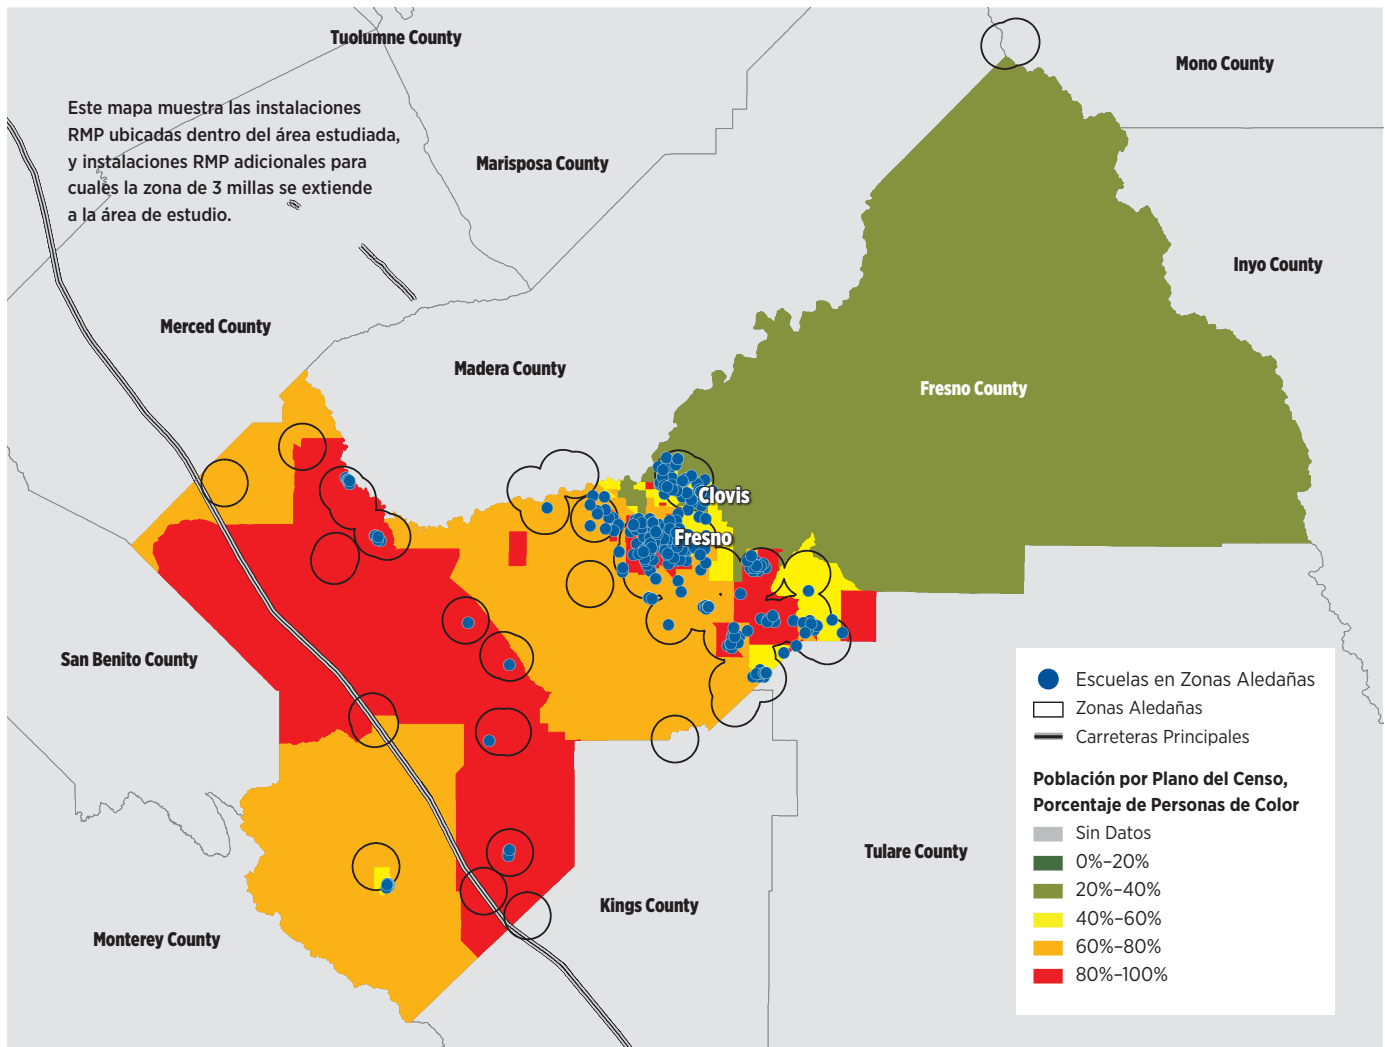 Tuolumne County
Mono County
Este mapa muestra las instalaciones
RMP ubicadas dentro del área estudiada,
y instalaciones RMP adicionales para
cuales la zona de 3 millas se extiende
a la área de estudio.
Marisposa County
Inyo County
Merced County
Madera County
Fresno County
Clovis
Fresno
San Benito County
Escuelas en Zonas Aledañas
Zonas Aledañas
Carreteras Principales
Población por Plano del Censo,
Porcentaje de Personas de Color
Sin Datos
0%–20%
20%–40%
40%–60%
60%–80%
80%–100%
Tulare County
Kings County
Monterey County